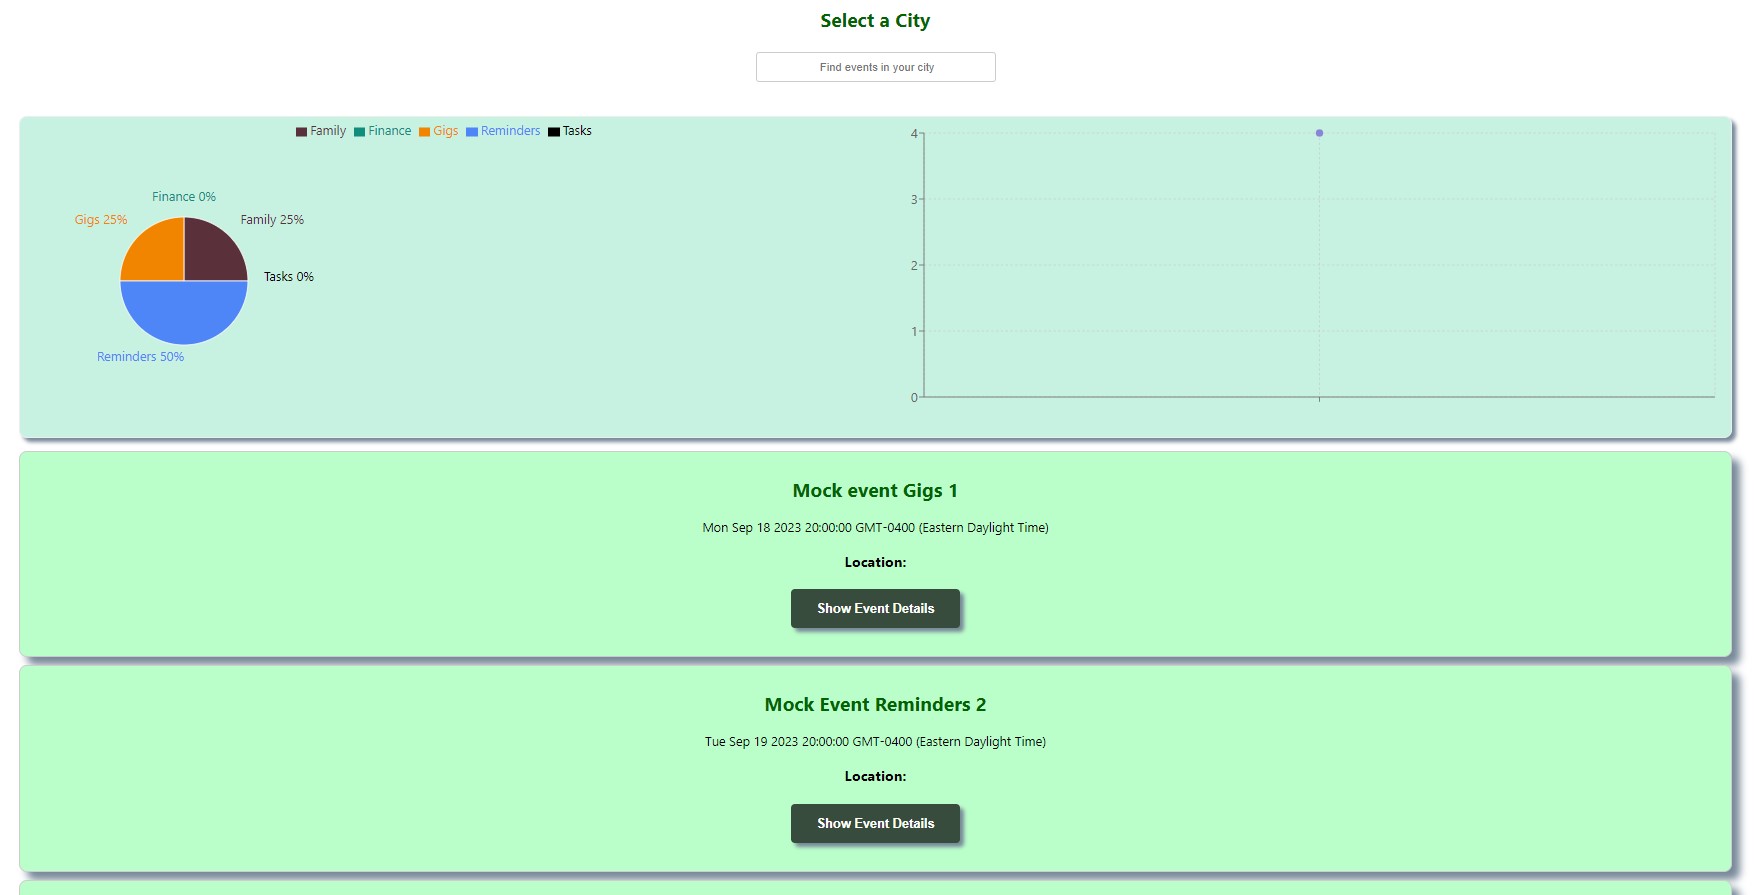 Select a City
Find events in your city
Family Finance Gigs Reminders Tasks
Finance 0%
Gigs 25%
Family 25%
Tasks 0%
Reminders 50%
4
3
2
1
0
Mock event Gigs 1
Mon Sep 18 2023 20:00:00 GMT-0400 (Eastern Daylight Time)
Location:
Show Event Details
Mock Event Reminders 2
Tue Sep 19 2023 20:00:00 GMT-0400 (Eastern Daylight Time)
Location:
Show Event Details